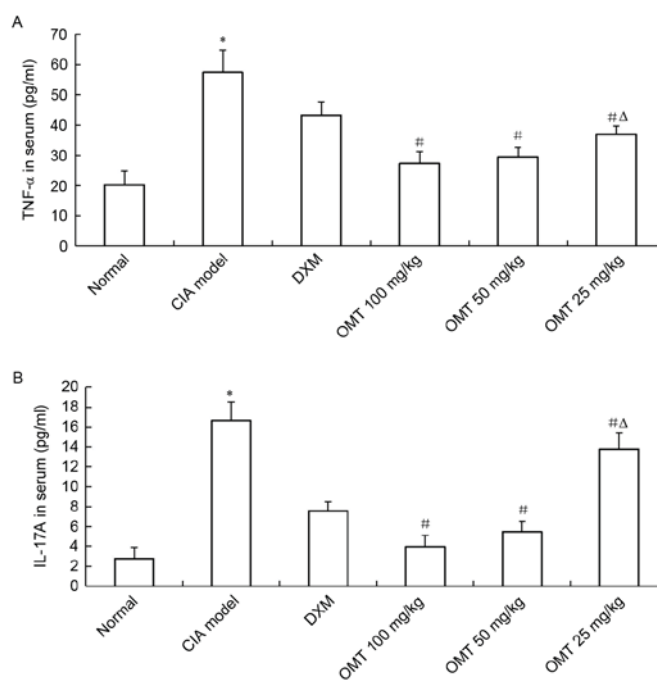 A
TNF-α in serum (pg/ml)
70
60
50
40
30
20
10
0
*
#
#
#Δ
Normal
CIA model
DXM
OMT 100 mg/kg
OMT 50 mg/kg
OMT 25 mg/kg
B
IL-17A in serum (pg/ml)
20
18
16
14
12
10
8
6
4
2
0
*
#
#
#Δ
Normal
CIA model
DXM
OMT 100 mg/kg
OMT 50 mg/kg
OMT 25 mg/kg